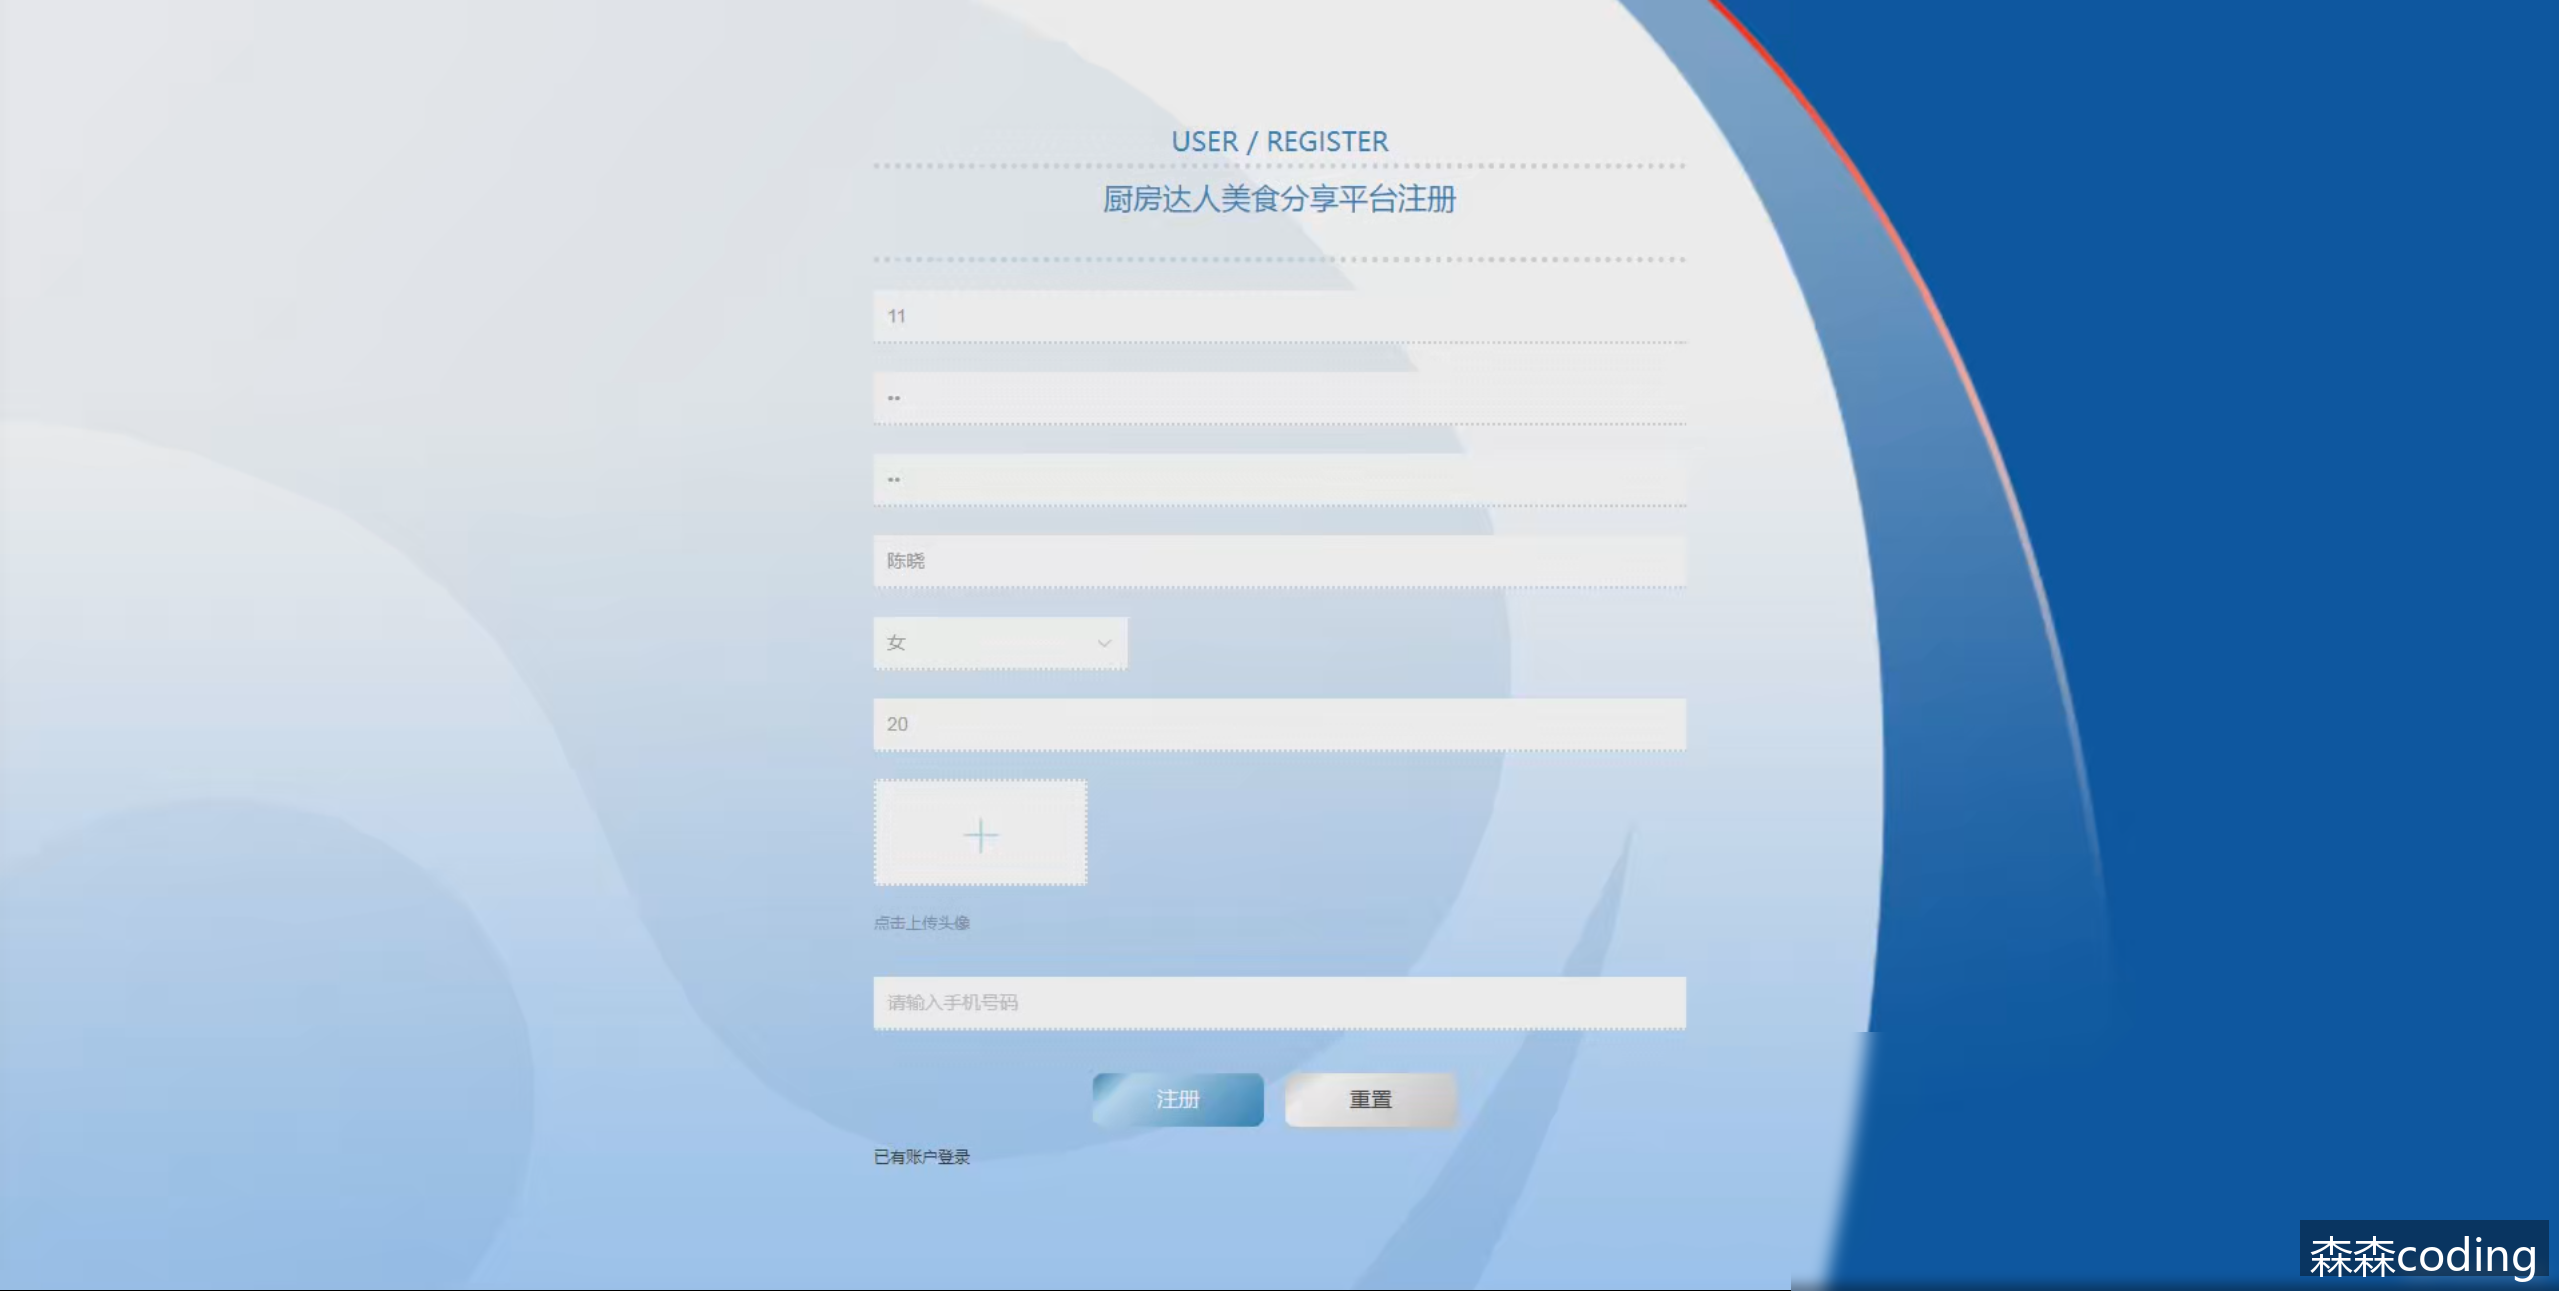 USER / REGISTER
厨房达人美食分享平台注册
11
••
••
陈晓
女
20
点击上传头像
请输入手机号码
注册
重置
已有账户登录
森森coding